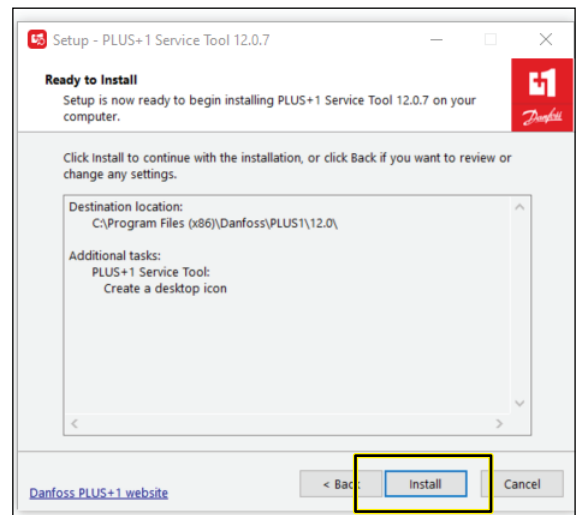 Setup - PLUS+1 Service Tool 12.0.7
Ready to Install
Setup is now ready to begin installing PLUS+1 Service Tool 12.0.7 on your
computer.
Danfoss
Click Install to continue with the installation, or click Back if you want to review or
change any settings.
Destination location:
C:\Program Files (x86)\Danfoss\PLUS1\12.0\
Additional tasks:
PLUS+1 Service Tool:
Create a desktop icon
Danfoss PLUS+1 website
< Back
Install
Cancel